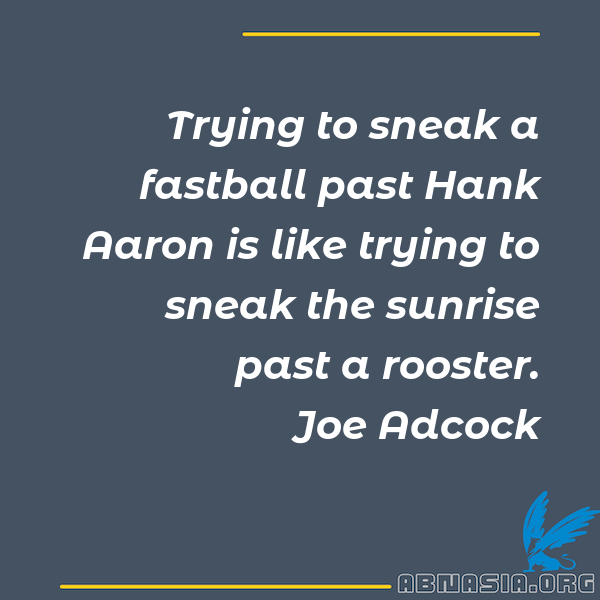 Trying to sneak a
fastball past Hank
Aaron is like trying to
sneak the sunrise
past a rooster.
Joe Adcock
ABNASIA.ORG